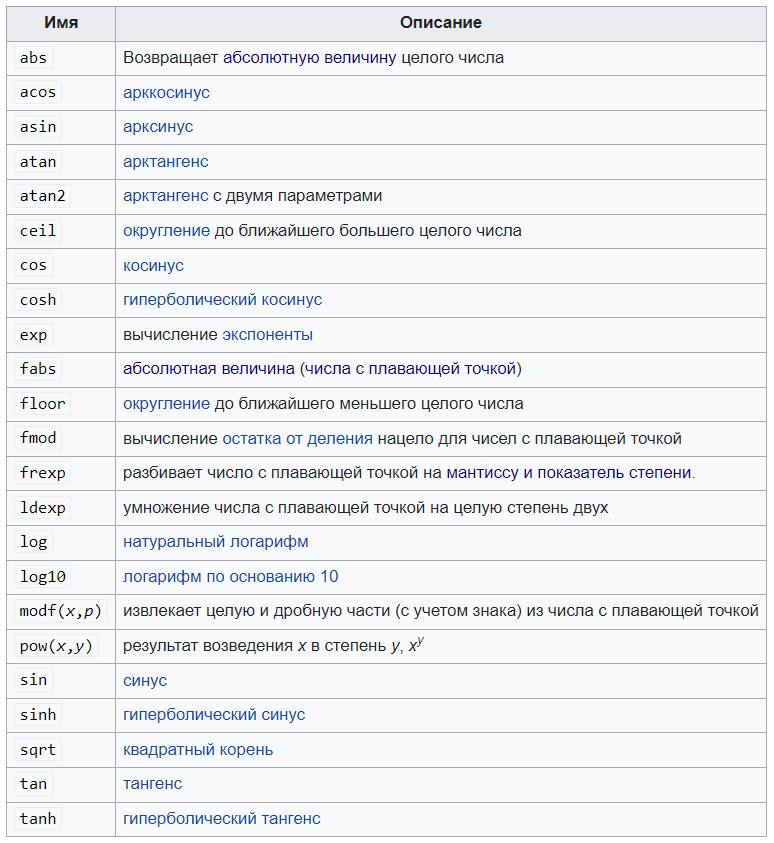 Имя Описание
abs Возвращает абсолютную величину целого числа
acos арккосинус
asin арксинус
atan арктангенс
atan2 арктангенс с двумя параметрами
ceil округление до ближайшего большего целого числа
cos косинус
cosh гиперболический косинус
exp вычисление экспоненты
fabs абсолютная величина (числа с плавающей точкой)
floor округление до ближайшего меньшего целого числа
fmod вычисление остатка от деления нацело для чисел с плавающей точкой
frexp разбивает число с плавающей точкой на мантиссу и показатель степени.
ldexp умножение числа с плавающей точкой на целую степень двух
log натуральный логарифм
log10 логарифм по основанию 10
modf(x,p) извлекает целую и дробную части (с учетом знака) из числа с плавающей точкой
pow(x,y) результат возведения x в степень y, xʸ
sin синус
sinh гиперболический синус
sqrt квадратный корень
tan тангенс
tanh гиперболический тангенс